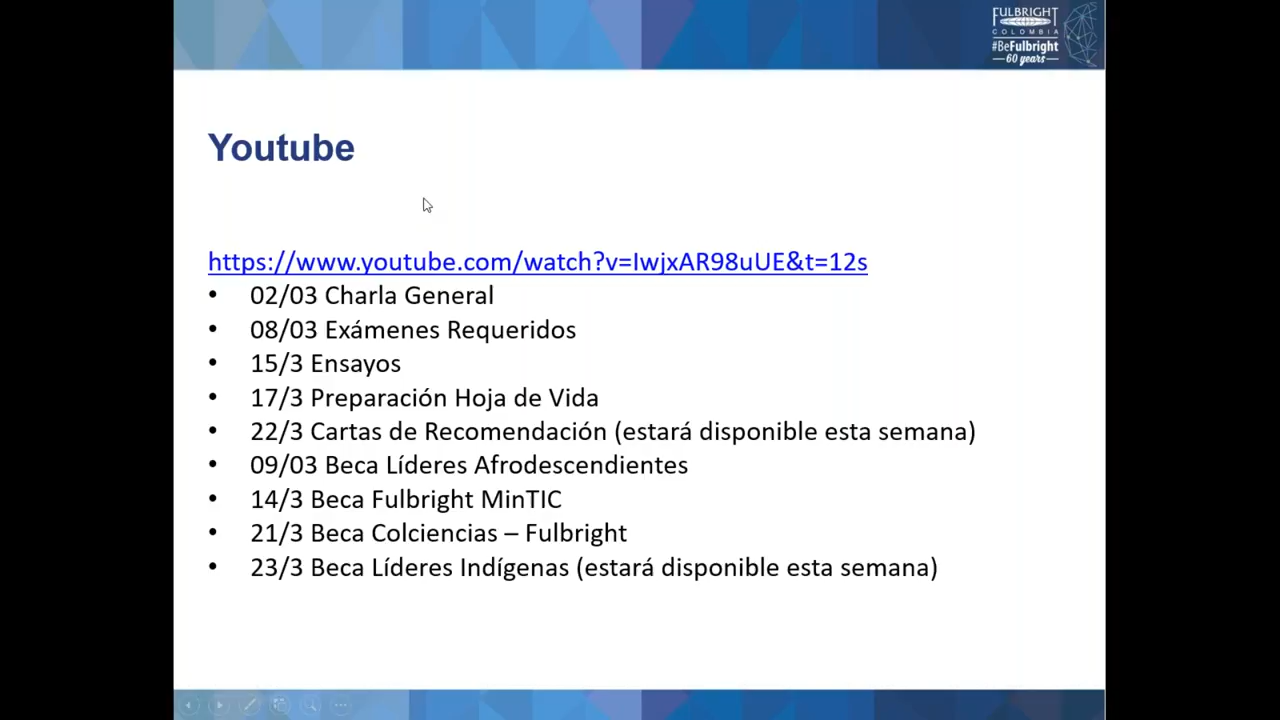 FULBRIGHT
COLOMBIA
#BeFulbright
60 years
Youtube
https://www.youtube.com/watch?v=IwjxAR98uUE&t=12s
• 02/03 Charla General
• 08/03 Exámenes Requeridos
• 15/3 Ensayos
• 17/3 Preparación Hoja de Vida
• 22/3 Cartas de Recomendación (estará disponible esta semana)
• 09/03 Beca Líderes Afrodescendientes
• 14/3 Beca Fulbright MinTIC
• 21/3 Beca Colciencias – Fulbright
• 23/3 Beca Líderes Indígenas (estará disponible esta semana)